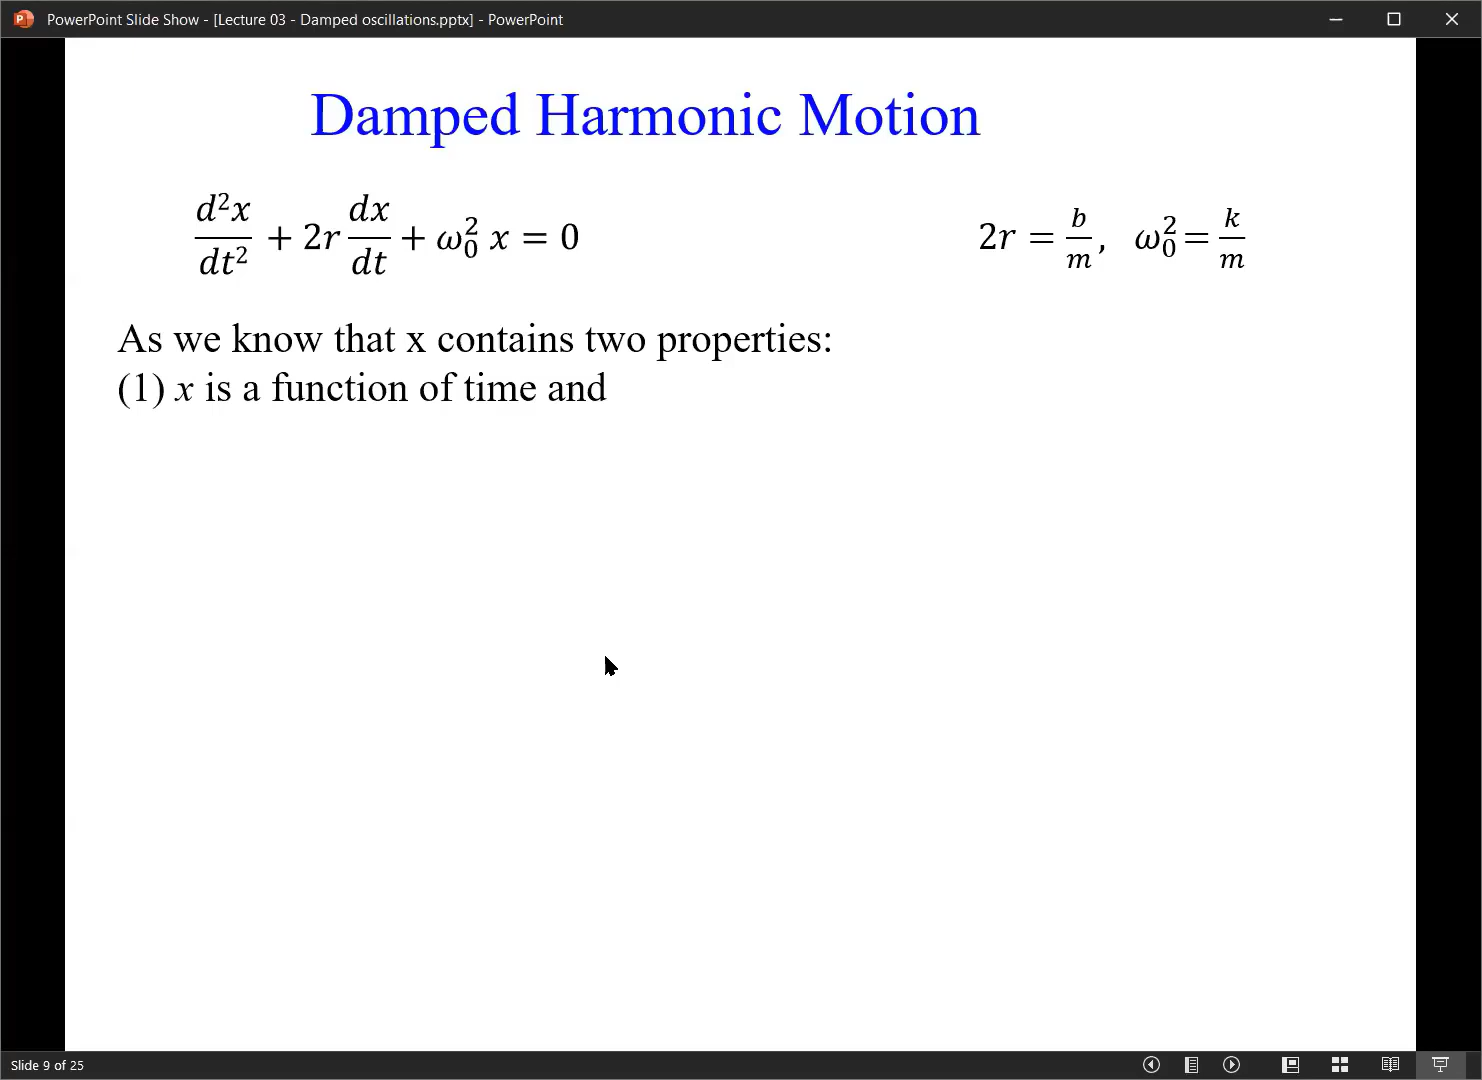 PowerPoint Slide Show - [Lecture 03 - Damped oscillations.pptx] - PowerPoint
Damped Harmonic Motion
d²x/dt² + 2r dx/dt + ω₀² x = 0
2r = b/m, ω₀² = k/m
As we know that x contains two properties:
(1) x is a function of time and
Slide 9 of 25